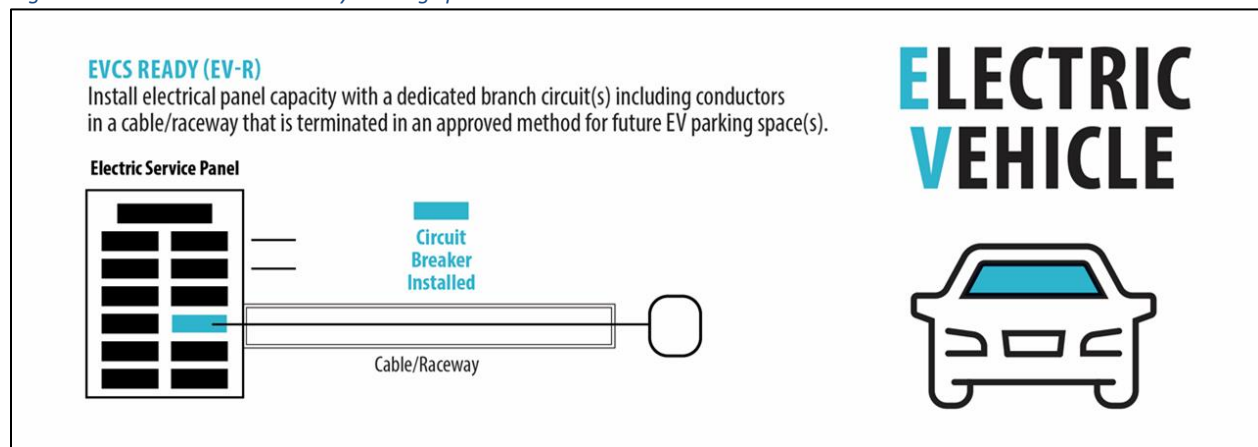 EVCS READY (EV-R)
Install electrical panel capacity with a dedicated branch circuit(s) including conductors
in a cable/raceway that is terminated in an approved method for future EV parking space(s).
Electric Service Panel
Circuit
Breaker
Installed
Cable/Raceway
ELECTRIC
VEHICLE